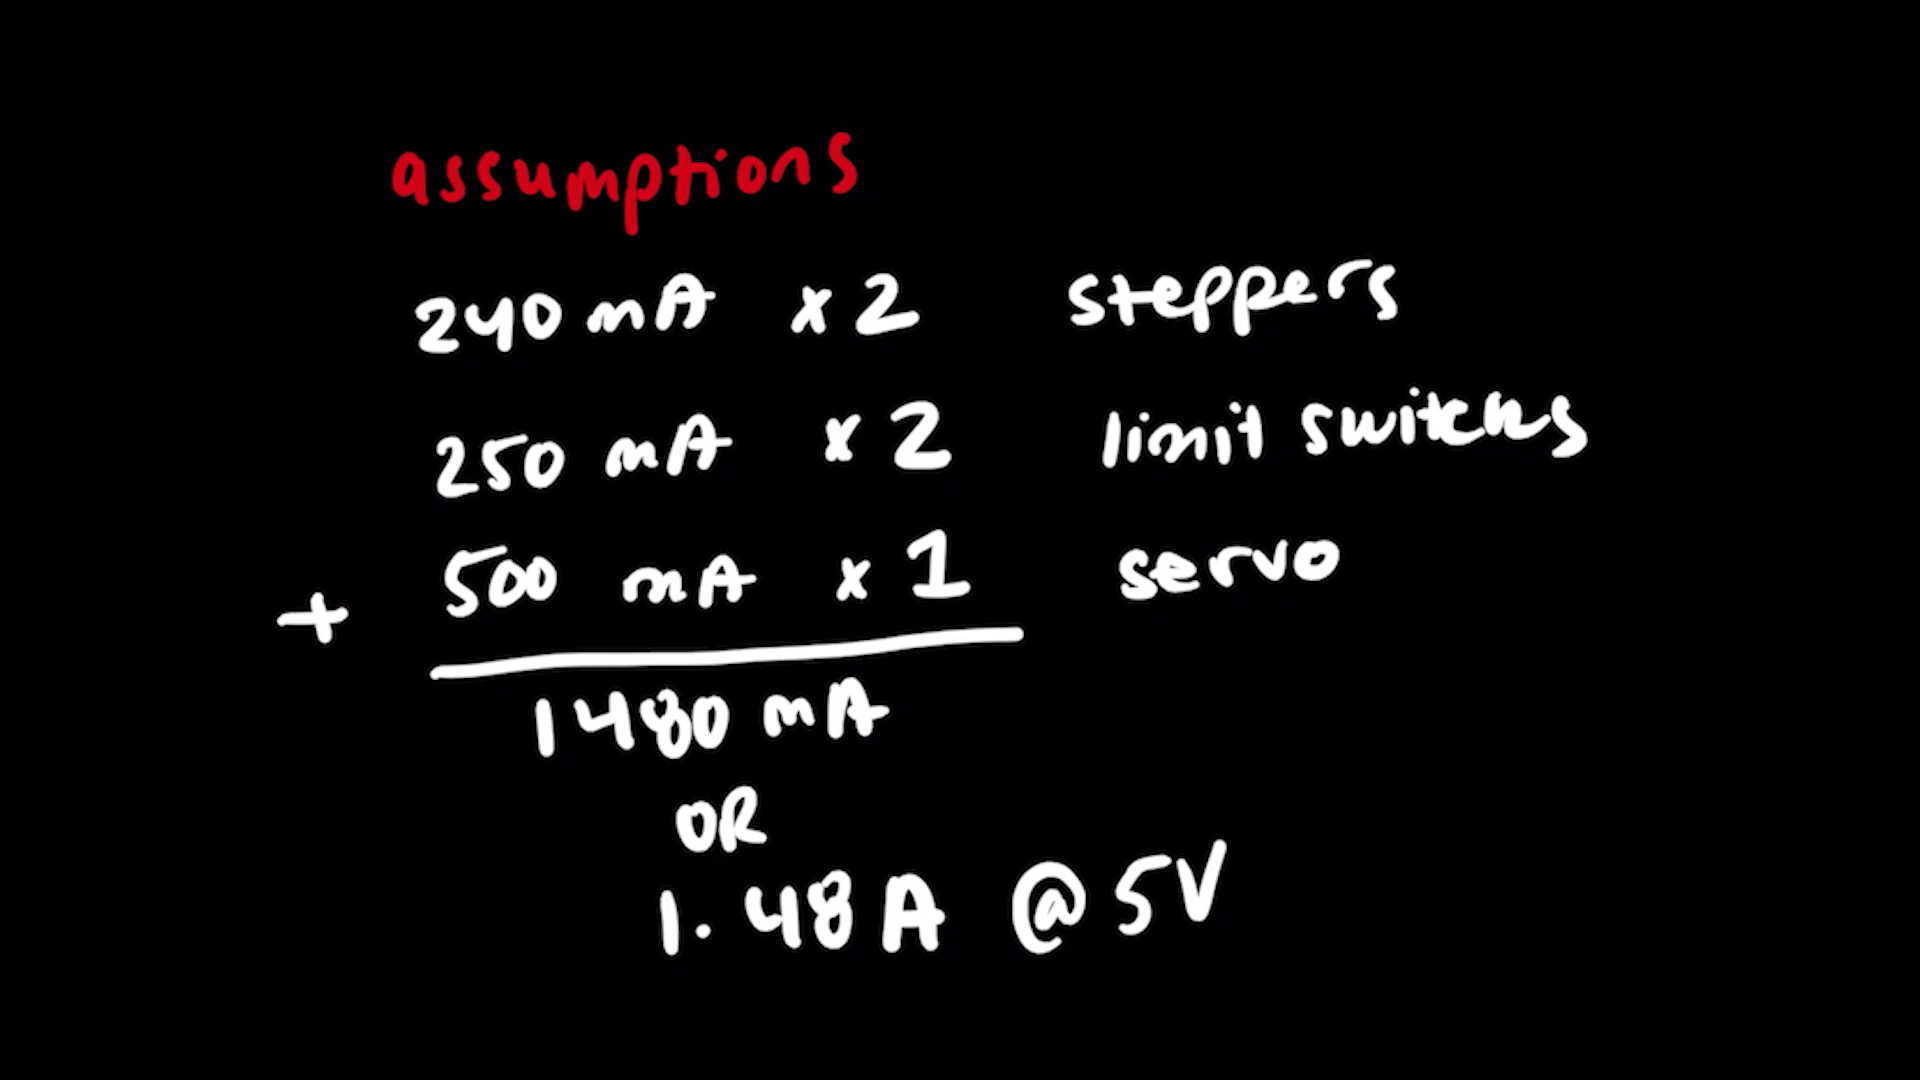 assumptions
240 mA x 2 steppers
250 mA x 2 limit switches
+ 500 mA x 1 servo
1480 mA
OR
1.48 A @ 5V